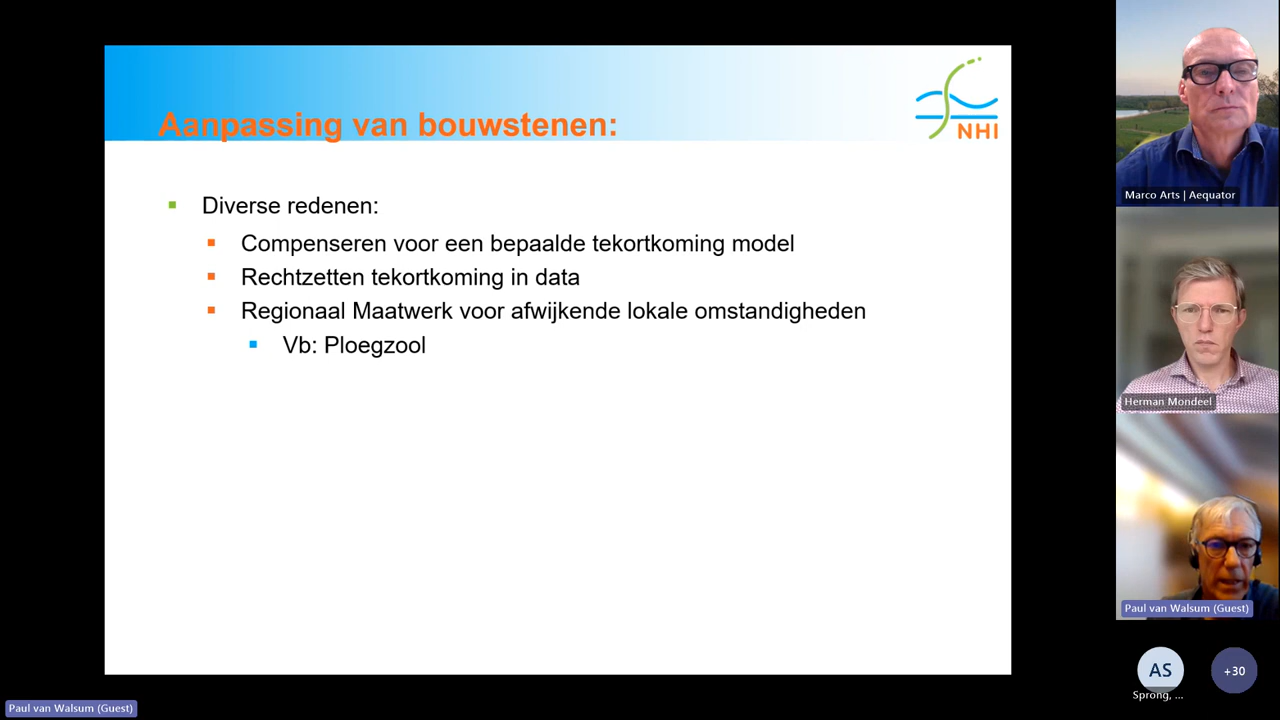 Aanpassing van bouwstenen:
NHI
Diverse redenen:
Compenseren voor een bepaalde tekortkoming model
Rechtzetten tekortkoming in data
Regionaal Maatwerk voor afwijkende lokale omstandigheden
Vb: Ploegzool
Marco Arts | Aequator
Herman Mondeel
Paul van Walsum (Guest)
AS
+30
Sprong, ...
Paul van Walsum (Guest)